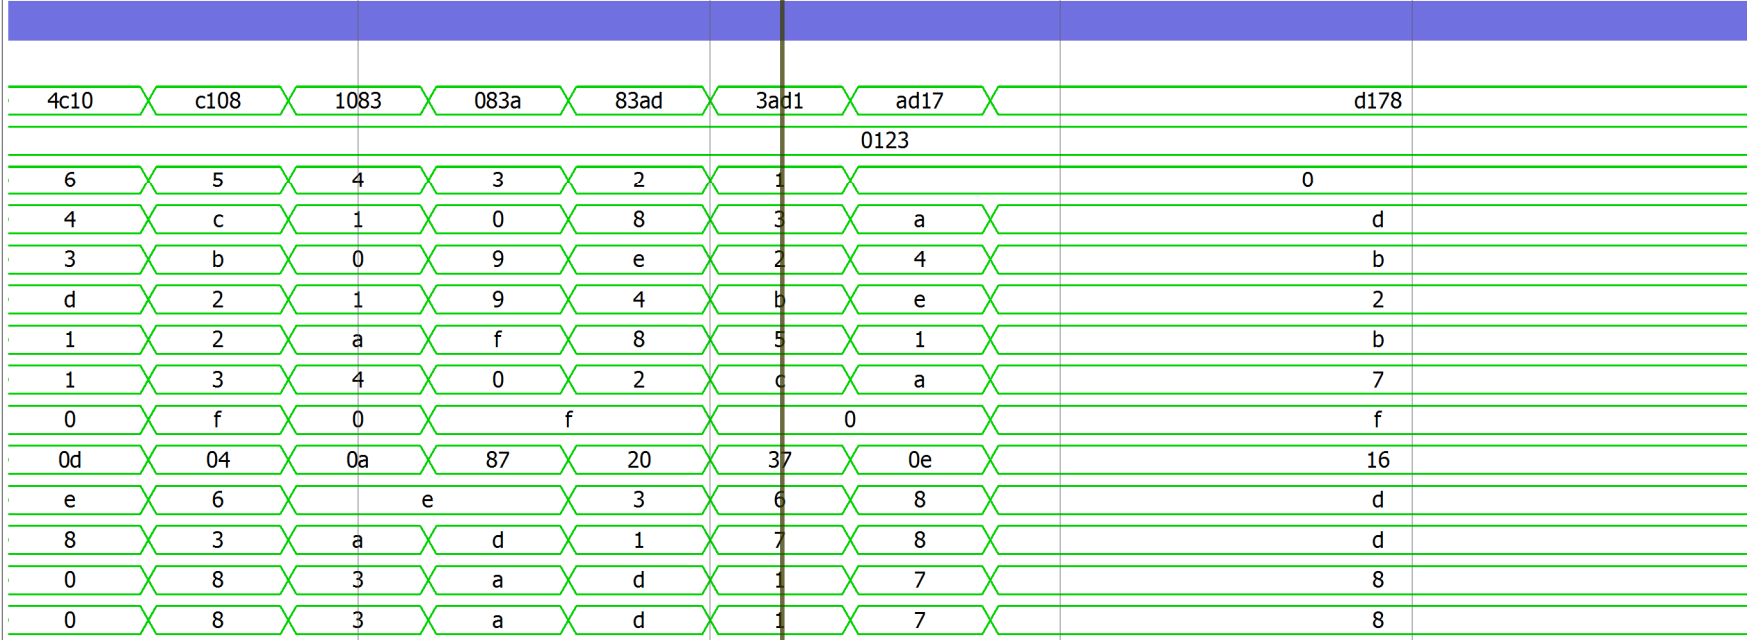 4c10 c108 1083 083a 83ad 3ad1 ad17 d178
0123
6 5 4 3 2 1 0
4 c 1 0 8 3 a d
3 b 0 9 e 2 4 b
d 2 1 9 4 b e 2
1 2 a f 8 5 1 b
1 3 4 0 2 c a 7
0 f 0 f 0 f
0d 04 0a 87 20 37 0e 16
e 6 e 3 6 8 d
8 3 a d 1 7 8 d
0 8 3 a d 1 7 8
0 8 3 a d 1 7 8